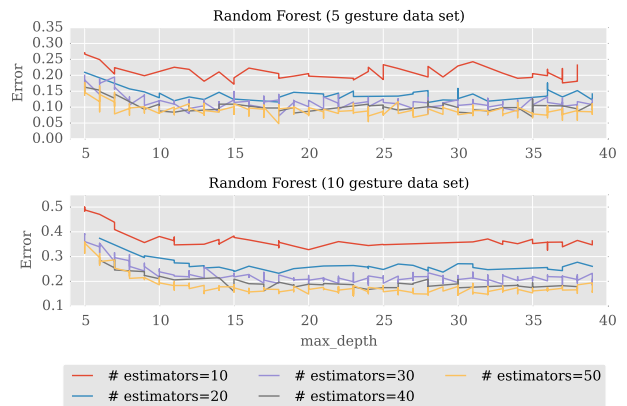 Random Forest (5 gesture data set)
0.35
0.30
0.25
0.20
0.15
0.10
0.05
0.00
Error
5 10 15 20 25 30 35 40
Random Forest (10 gesture data set)
0.5
0.4
0.3
0.2
0.1
Error
5 10 15 20 25 30 35 40
max_depth
# estimators=10 # estimators=30 # estimators=50
# estimators=20 # estimators=40